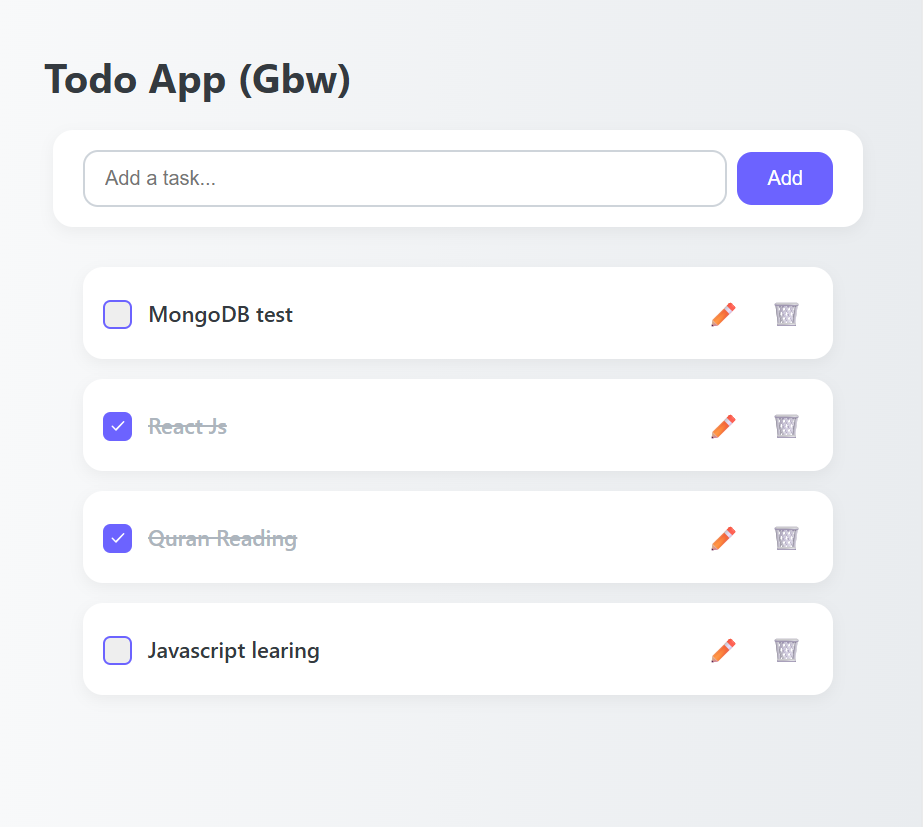 Todo App (Gbw)
Add a task...
Add
MongoDB test
React Js
Quran Reading
Javascript learing